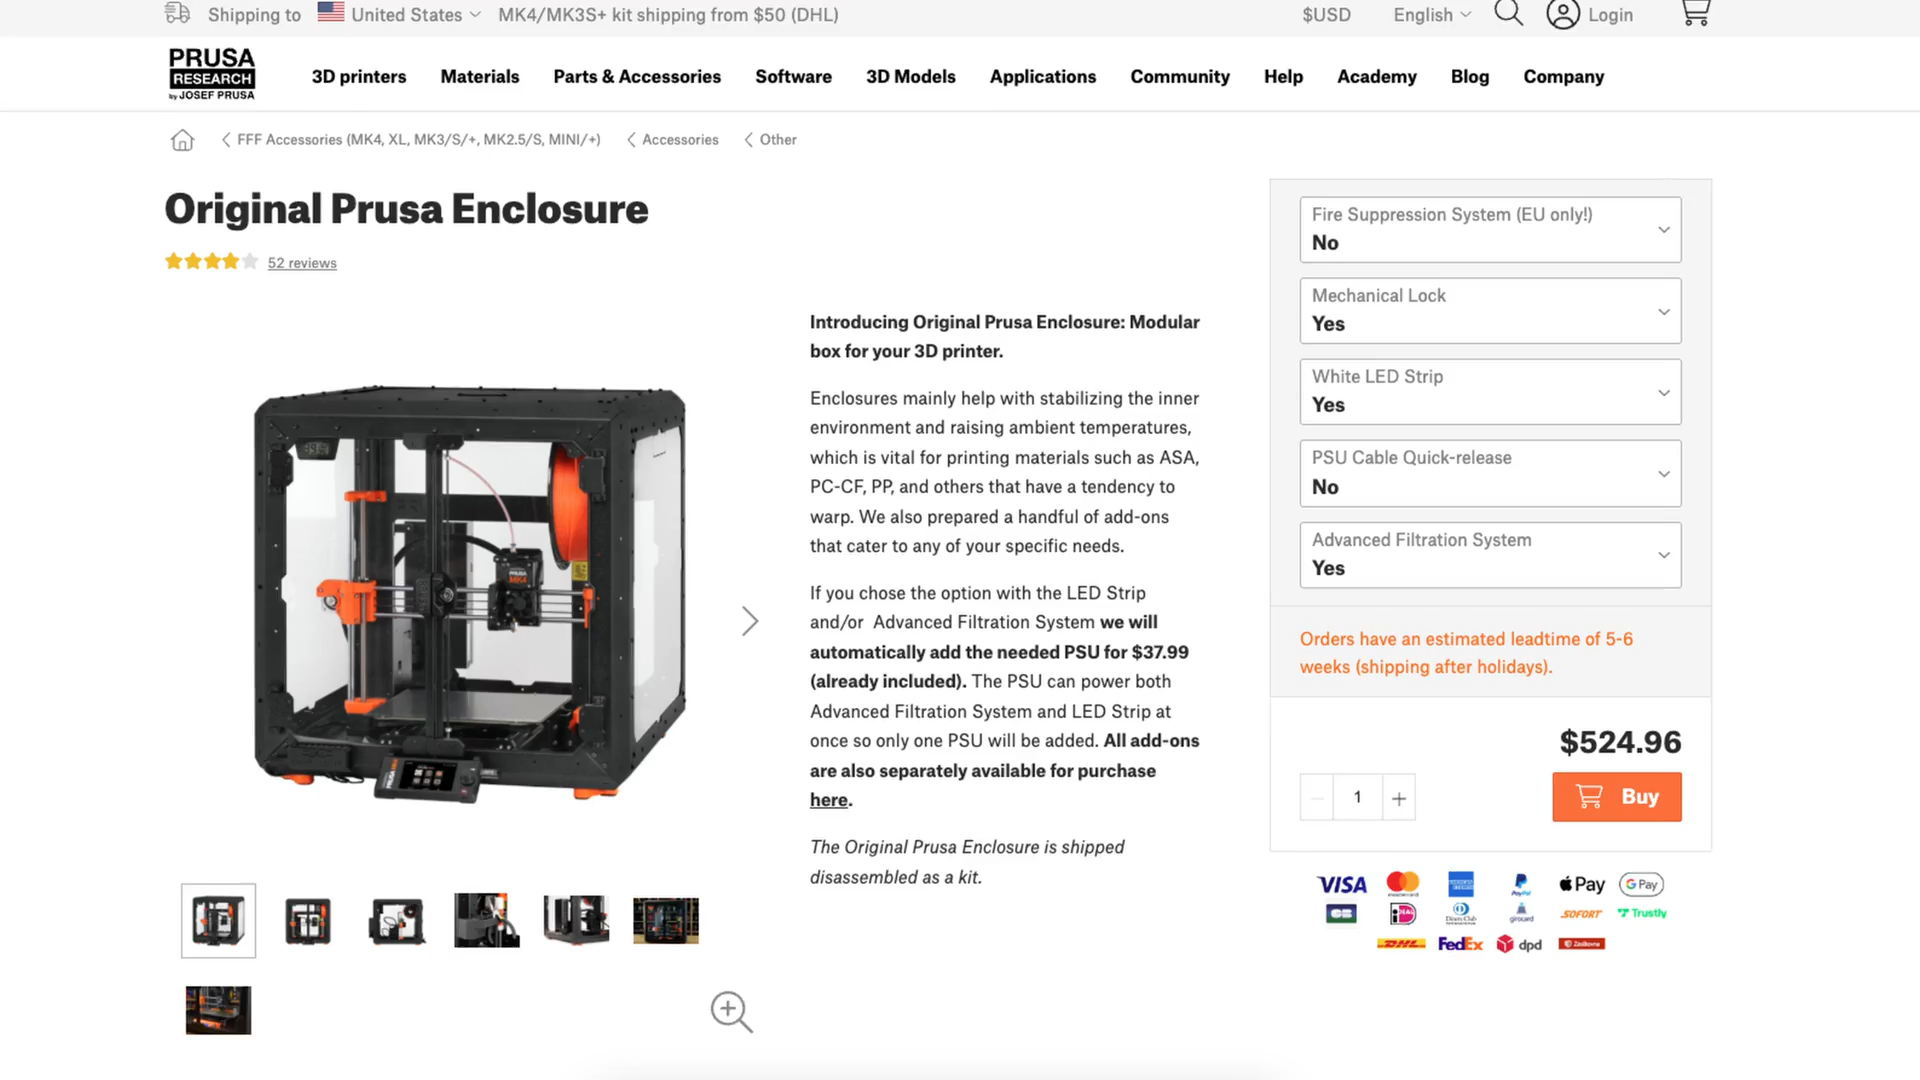 Shipping to United States MK4/MK3S+ kit shipping from $50 (DHL) $USD English Login
PRUSA
RESEARCH
by JOSEF PRUSA
3D printers Materials Parts & Accessories Software 3D Models Applications Community Help Academy Blog Company
FFF Accessories (MK4, XL, MK3/S/+, MK2.5/S, MINI/+) Accessories Other
Original Prusa Enclosure
52 reviews
Introducing Original Prusa Enclosure: Modular
box for your 3D printer.
Enclosures mainly help with stabilizing the inner
environment and raising ambient temperatures,
which is vital for printing materials such as ASA,
PC-CF, PP, and others that have a tendency to
warp. We also prepared a handful of add-ons
that cater to any of your specific needs.
If you chose the option with the LED Strip
and/or Advanced Filtration System we will
automatically add the needed PSU for $37.99
(already included). The PSU can power both
Advanced Filtration System and LED Strip at
once so only one PSU will be added. All add-ons
are also separately available for purchase
here.
The Original Prusa Enclosure is shipped
disassembled as a kit.
Fire Suppression System (EU only!)
No
Mechanical Lock
Yes
White LED Strip
Yes
PSU Cable Quick-release
No
Advanced Filtration System
Yes
Orders have an estimated leadtime of 5-6
weeks (shipping after holidays).
$524.96
1
Buy
VISA mastercard PayPal Pay G Pay
CB iDEAL Diners Club girocard SOFORT Trustly
DHL FedEx dpd
PRUSA
MK4